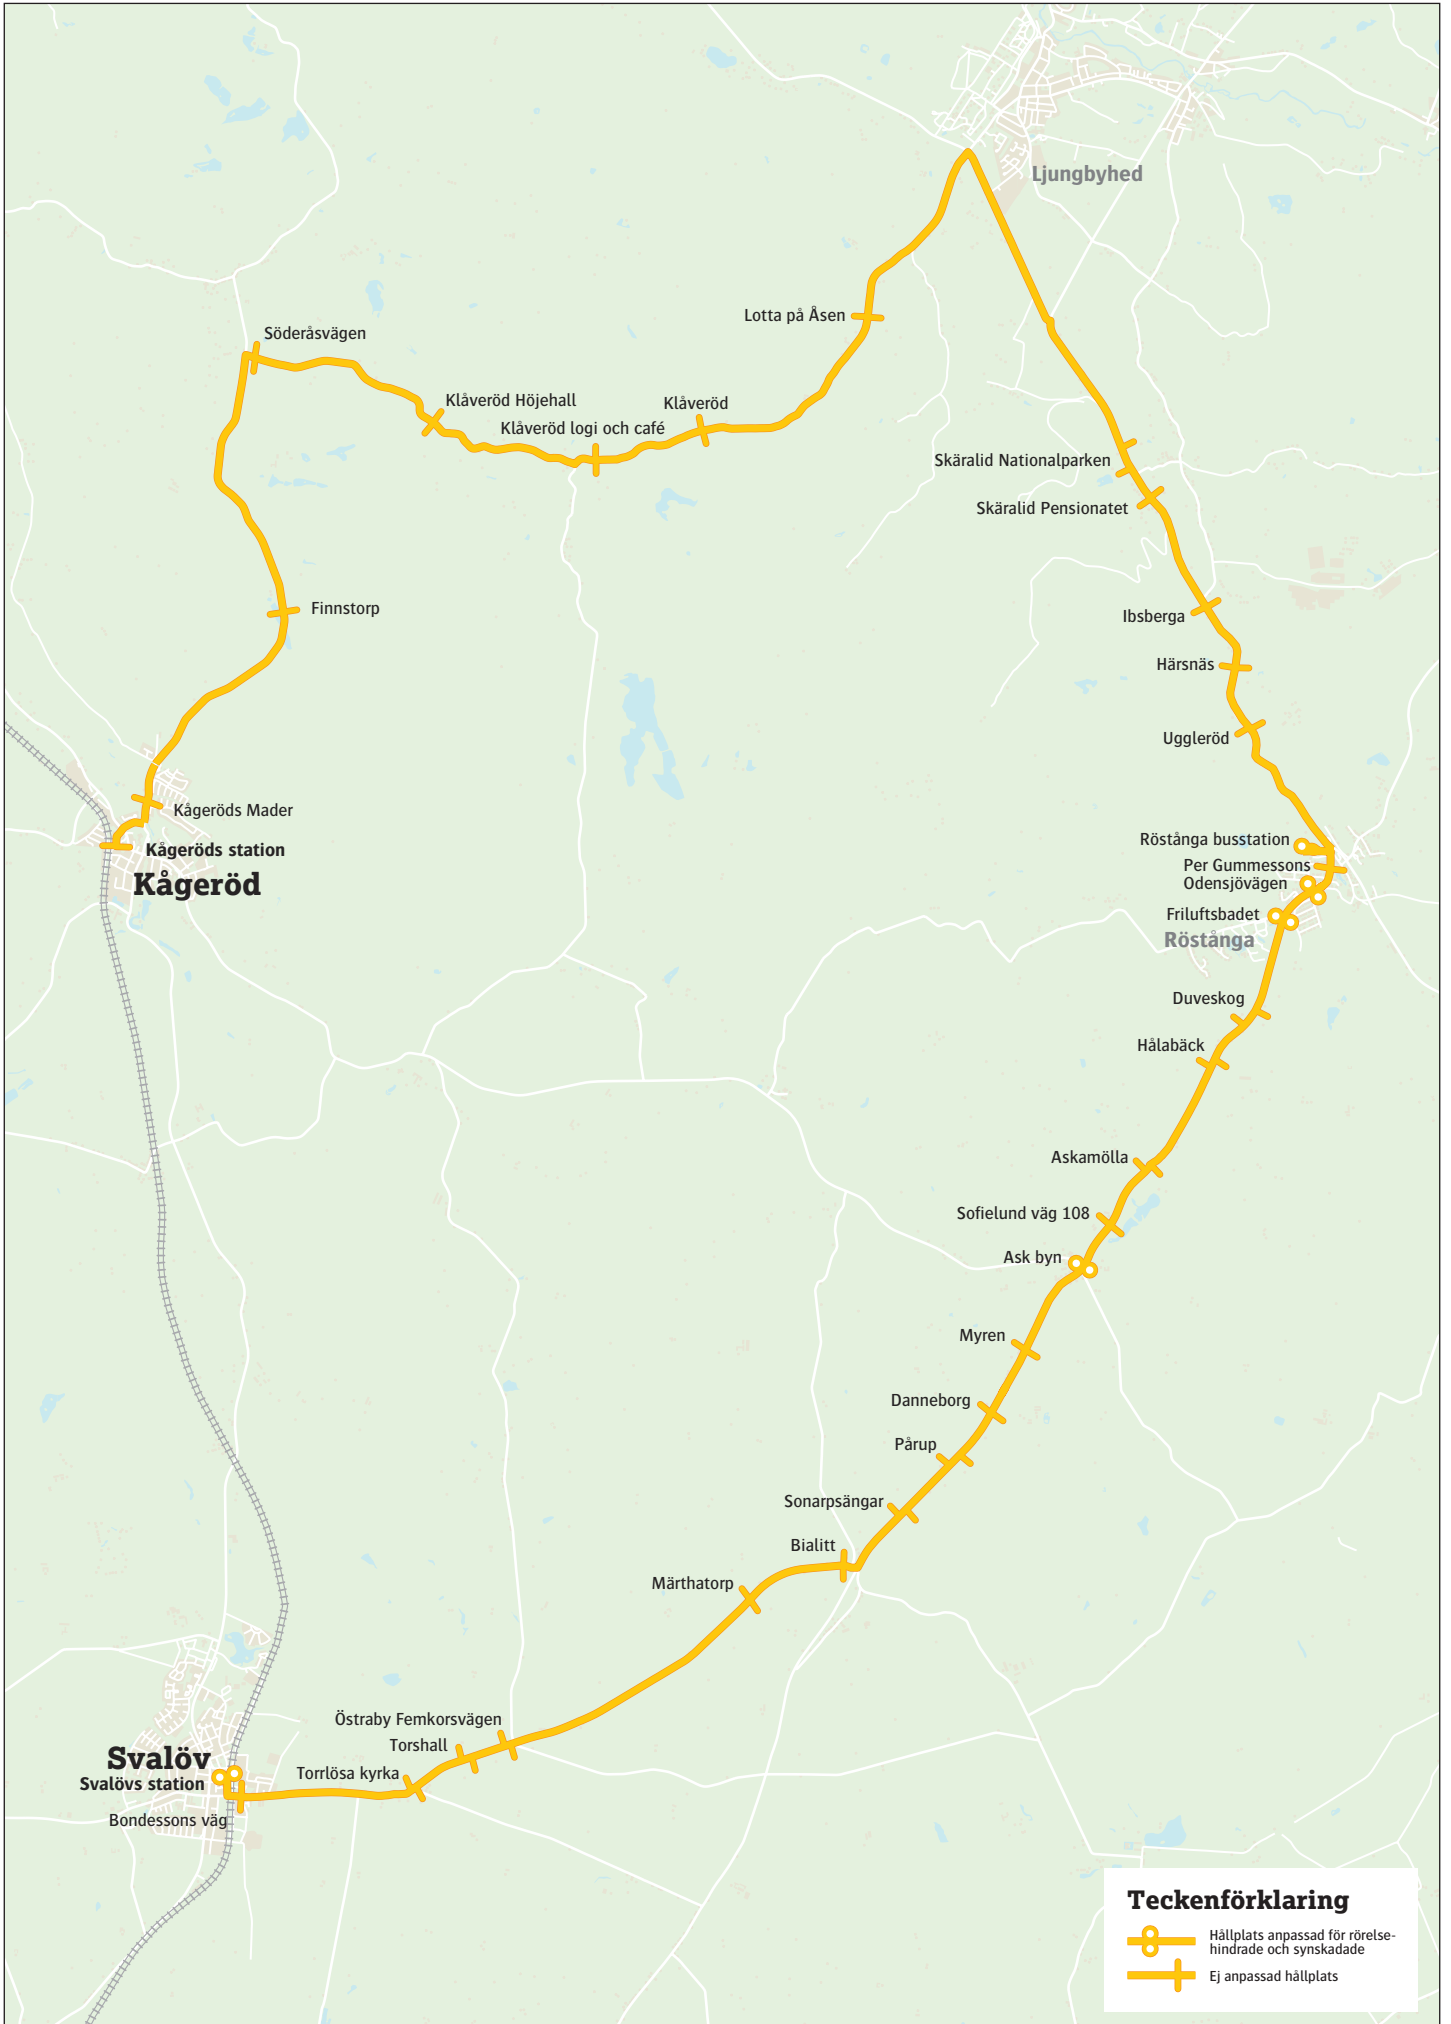 Ljungbyhed
Lotta på Åsen
Söderåsvägen
Klåveröd Höjehall
Klåveröd
Klåveröd logi och café
Skäralid Nationalparken
Skäralid Pensionatet
Finnstorp
Ibsberga
Härsnäs
Uggleröd
Kågeröds Mader
Kågeröds station
Kågeröd
Röstånga busstation
Per Gummessons
Odensjövägen
Friluftsbadet
Röstånga
Duveskog
Hålabäck
Askamölla
Sofielund väg 108
Ask byn
Myren
Danneborg
Pårup
Sonarpsängar
Bialitt
Märthatorp
Östraby Femkorsvägen
Torshall
Torrlösa kyrka
Svalöv
Svalövs station
Bondessons väg
Teckenförklaring
Hållplats anpassad för rörelse-
hindrade och synskadade
Ej anpassad hållplats